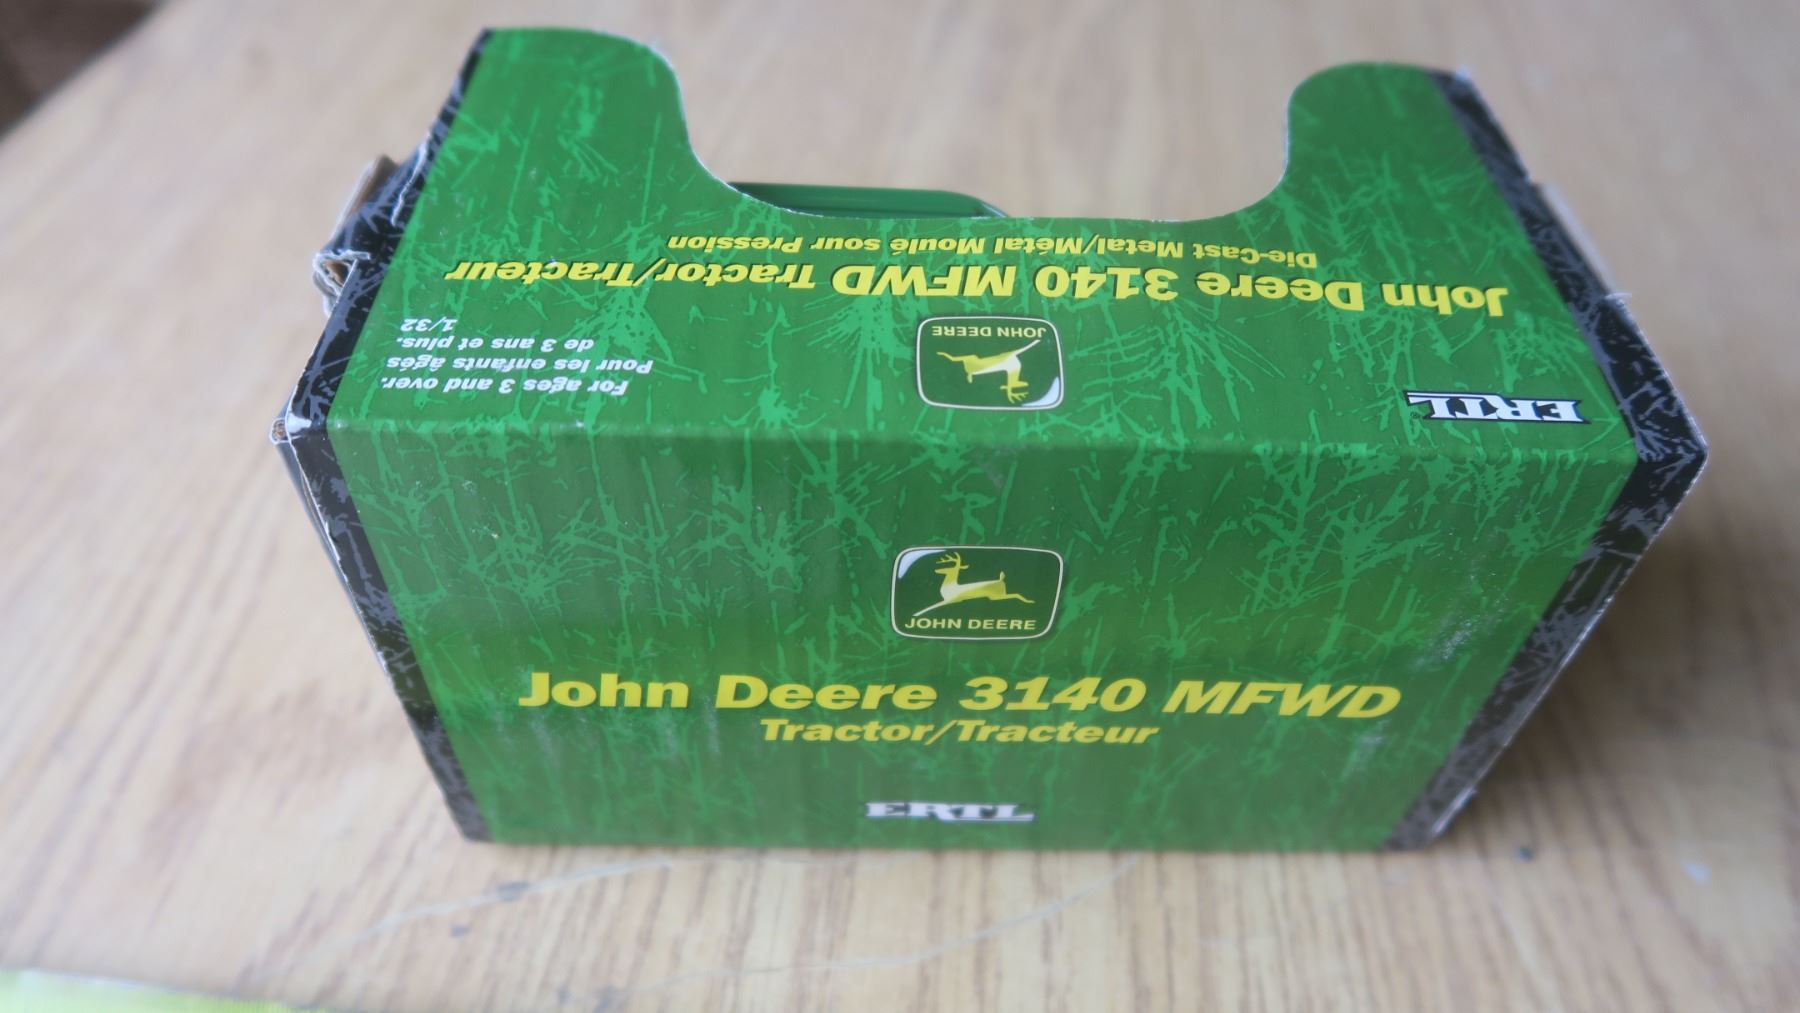 John Deere 3140 MFWD Tractor/Tracteur
Die-Cast Metal/Métal Moulé sour Pression
JOHN DEERE
For ages 3 and over.
Pour les enfants âgés
de 3 ans et plus.
1/32
ERTL®
JOHN DEERE
John Deere 3140 MFWD
Tractor/Tracteur
ERTL